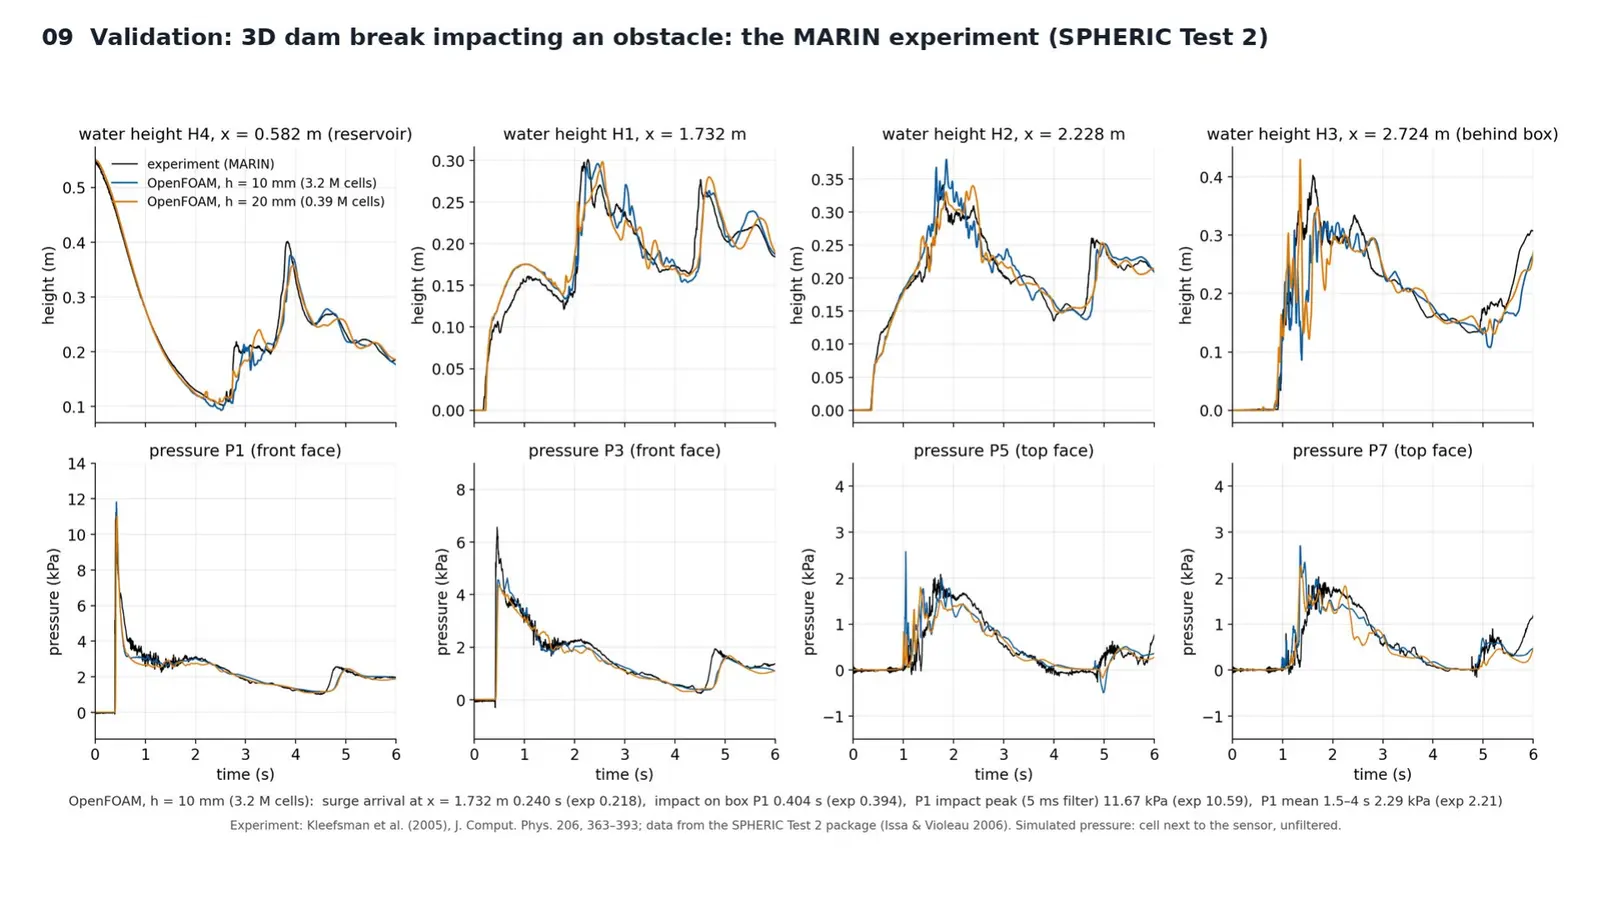 09 Validation: 3D dam break impacting an obstacle: the MARIN experiment (SPHERIC Test 2)
water height H4, x = 0.582 m (reservoir)
experiment (MARIN)
OpenFOAM, h = 10 mm (3.2 M cells)
OpenFOAM, h = 20 mm (0.39 M cells)
height (m)
0.5
0.4
0.3
0.2
0.1
water height H1, x = 1.732 m
height (m)
0.30
0.25
0.20
0.15
0.10
0.05
0.00
water height H2, x = 2.228 m
height (m)
0.35
0.30
0.25
0.20
0.15
0.10
0.05
0.00
water height H3, x = 2.724 m (behind box)
height (m)
0.4
0.3
0.2
0.1
0.0
pressure P1 (front face)
pressure (kPa)
14
12
10
8
6
4
2
0
0 1 2 3 4 5 6
time (s)
pressure P3 (front face)
pressure (kPa)
8
6
4
2
0
0 1 2 3 4 5 6
time (s)
pressure P5 (top face)
pressure (kPa)
4
3
2
1
0
−1
0 1 2 3 4 5 6
time (s)
pressure P7 (top face)
pressure (kPa)
4
3
2
1
0
−1
0 1 2 3 4 5 6
time (s)
OpenFOAM, h = 10 mm (3.2 M cells): surge arrival at x = 1.732 m 0.240 s (exp 0.218), impact on box P1 0.404 s (exp 0.394), P1 impact peak (5 ms filter) 11.67 kPa (exp 10.59), P1 mean 1.5–4 s 2.29 kPa (exp 2.21)
Experiment: Kleefsman et al. (2005), J. Comput. Phys. 206, 363–393; data from the SPHERIC Test 2 package (Issa & Violeau 2006). Simulated pressure: cell next to the sensor, unfiltered.